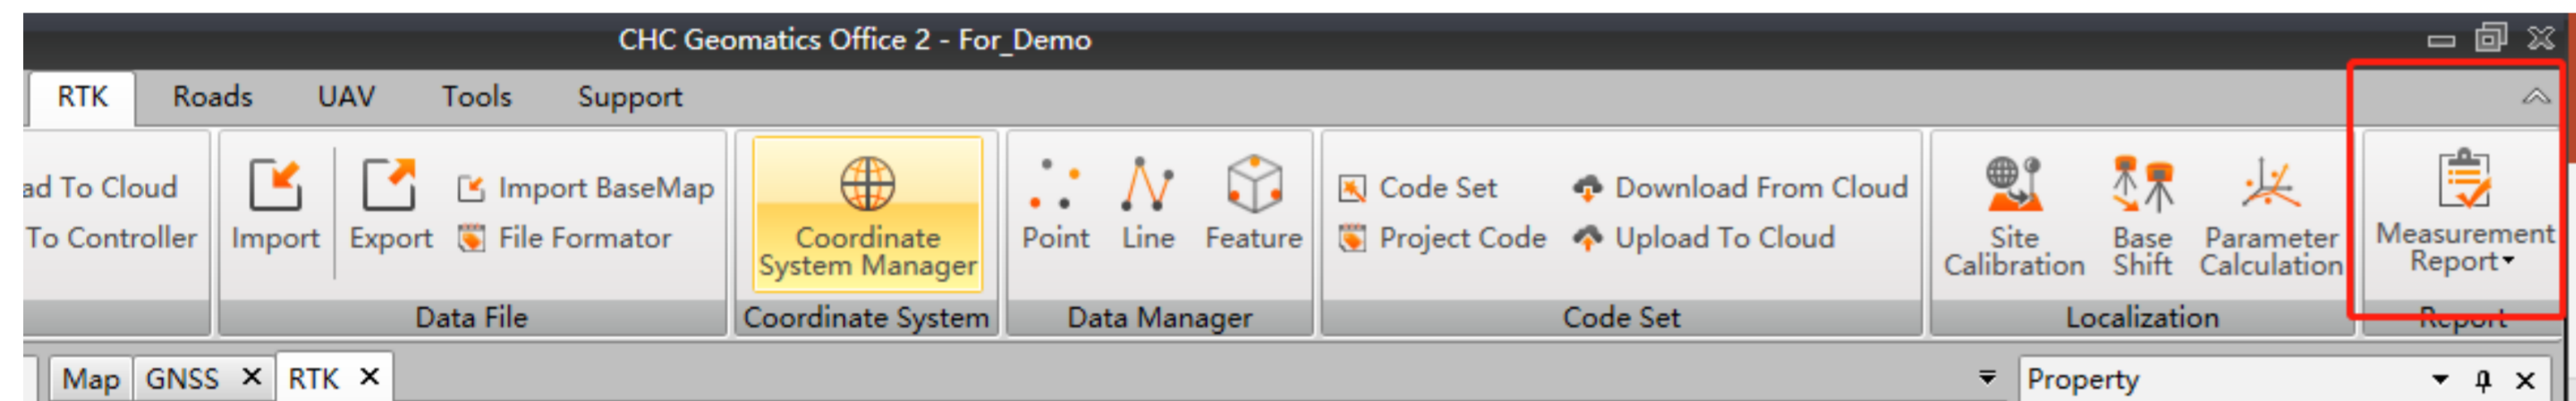 CHC Geomatics Office 2 - For_Demo
RTK Roads UAV Tools Support
ad To Cloud
To Controller
Import
Export
Import BaseMap
File Formator
Data File
Coordinate
System Manager
Coordinate System
Point
Line
Feature
Data Manager
Code Set
Download From Cloud
Project Code
Upload To Cloud
Code Set
Site
Calibration
Base
Shift
Parameter
Calculation
Localization
Measurement
Report
Report
Map GNSS RTK
Property